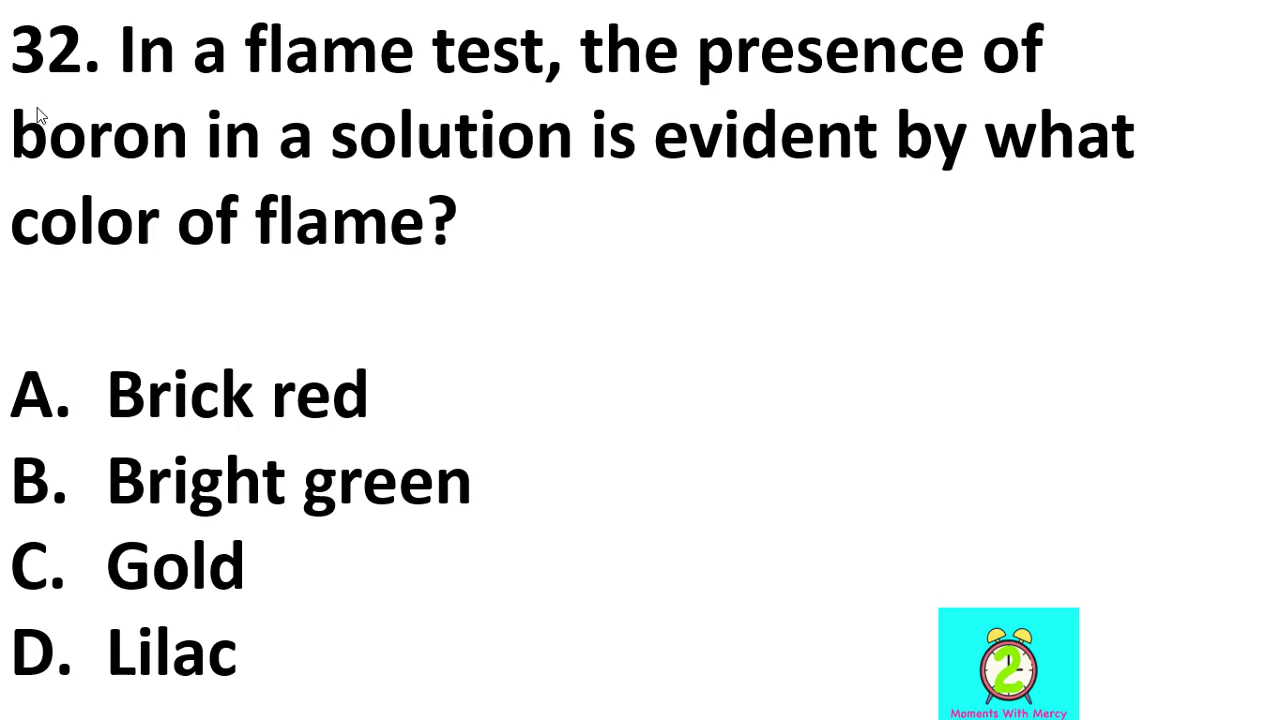 32. In a flame test, the presence of
boron in a solution is evident by what
color of flame?
A. Brick red
B. Bright green
C. Gold
D. Lilac
2
Moments With Mercy